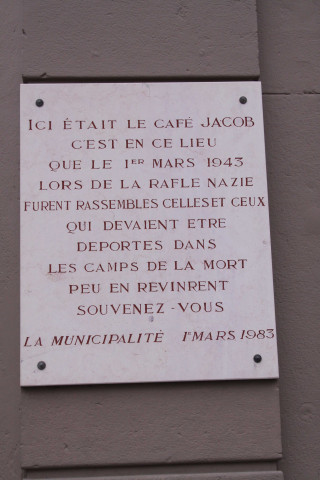 ICI ÈTAIT LE CAFÉ JACOB
C'EST EN CE LIEU
QUE LE 1ER MARS 1943
LORS DE LA RAFLE NAZIE
FURENT RASSEMBLES CELLES ET CEUX
QUI DEVAIENT ETRE
DEPORTES DANS
LES CAMPS DE LA MORT
PEU EN REVINRENT
SOUVENEZ-VOUS
LA MUNICIPALITÉ 1er MARS 1983